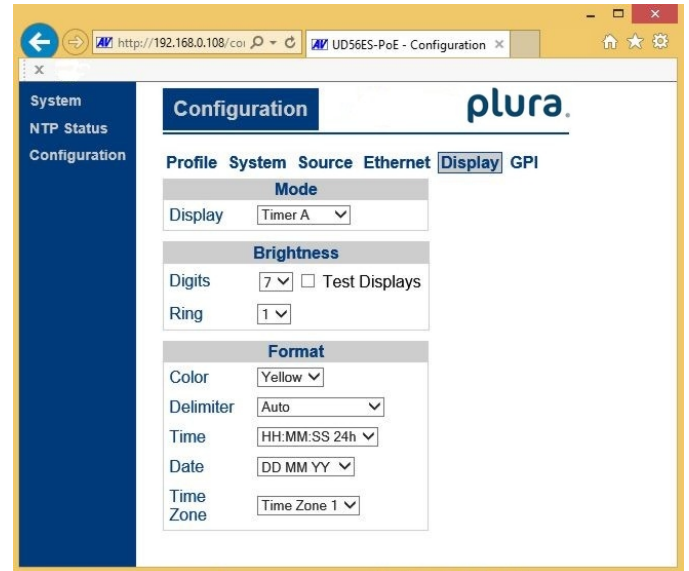 http://192.168.0.108/coi
UD56ES-PoE - Configuration
x
System
NTP Status
Configuration
Configuration
plura.
Profile System Source Ethernet Display GPI
Mode
Display Timer A
Brightness
Digits 7 Test Displays
Ring 1
Format
Color Yellow
Delimiter Auto
Time HH:MM:SS 24h
Date DD MM YY
Time
Zone Time Zone 1